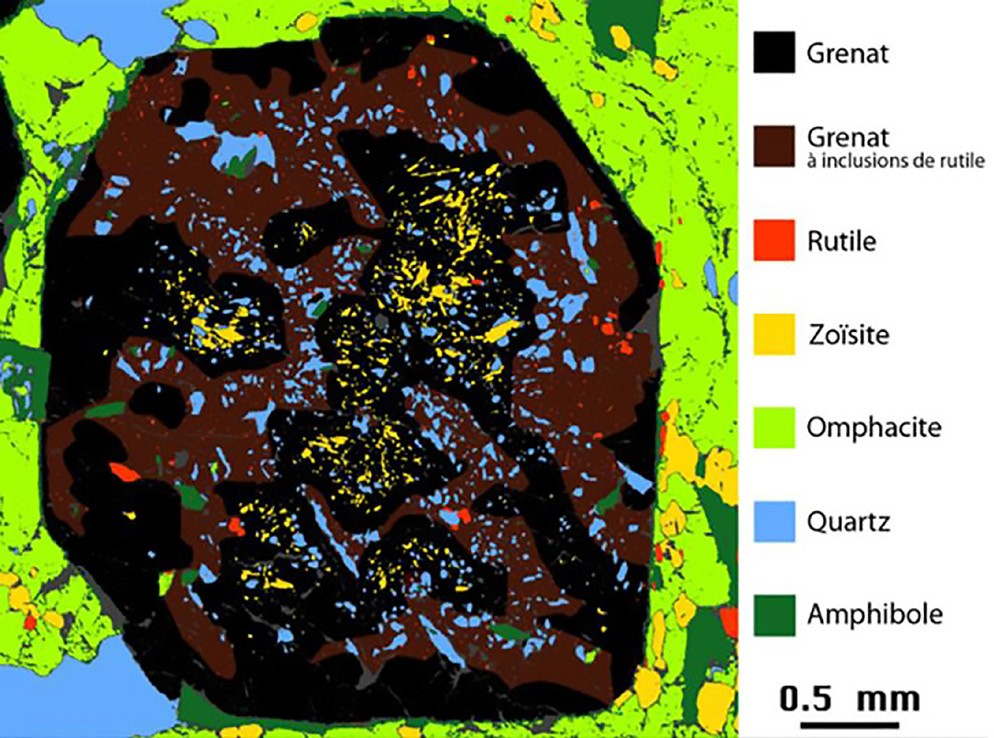 Grenat
Grenat
à inclusions de rutile
Rutile
Zoïsite
Omphacite
Quartz
Amphibole
0.5 mm